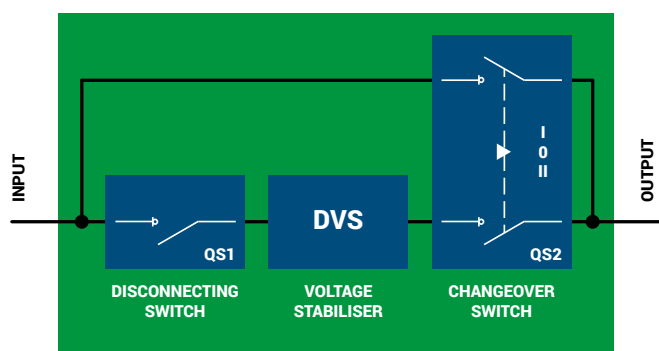 INPUT
I
0
II
OUTPUT
DVS
QS1
QS2
DISCONNECTING
SWITCH
VOLTAGE
STABILISER
CHANGEOVER
SWITCH